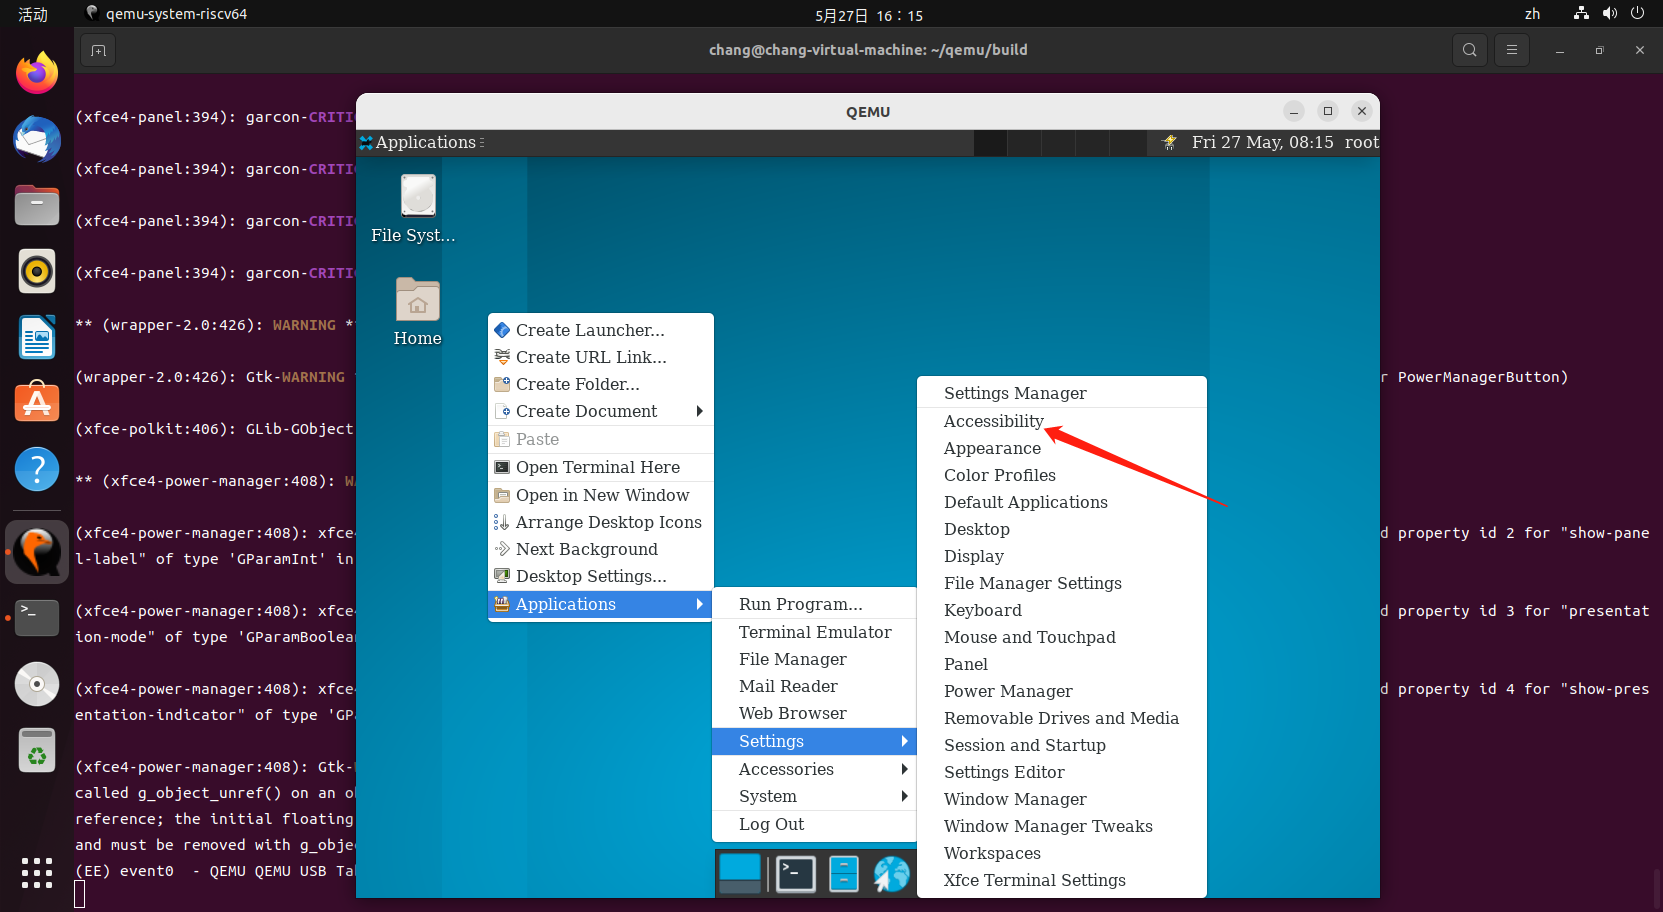 活动
qemu-system-riscv64
5月27日 16：15
zh
chang@chang-virtual-machine: ~/qemu/build
(xfce4-panel:394): garcon-CRITI
(xfce4-panel:394): garcon-CRITI
(xfce4-panel:394): garcon-CRITI
(xfce4-panel:394): garcon-CRITI
** (wrapper-2.0:426): WARNING *
(wrapper-2.0:426): Gtk-WARNING
r PowerManagerButton)
(xfce-polkit:406): GLib-GObject
** (xfce4-power-manager:408): W
(xfce4-power-manager:408): xfce
d property id 2 for "show-pane
l-label" of type 'GParamInt' in
(xfce4-power-manager:408): xfce
d property id 3 for "presentat
ion-mode" of type 'GParamBoolean
(xfce4-power-manager:408): xfce
d property id 4 for "show-pres
entation-indicator" of type 'GP
(xfce4-power-manager:408): Gtk-
called g_object_unref() on an o
reference; the initial floating
and must be removed with g_obje
(EE) event0  - QEMU QEMU USB Ta
QEMU
Applications
Fri 27 May, 08:15 root
File Syst...
Home
Create Launcher...
Create URL Link...
Create Folder...
Create Document
Paste
Open Terminal Here
Open in New Window
Arrange Desktop Icons
Next Background
Desktop Settings...
Applications
Run Program...
Terminal Emulator
File Manager
Mail Reader
Web Browser
Settings
Accessories
System
Log Out
Settings Manager
Accessibility
Appearance
Color Profiles
Default Applications
Desktop
Display
File Manager Settings
Keyboard
Mouse and Touchpad
Panel
Power Manager
Removable Drives and Media
Session and Startup
Settings Editor
Window Manager
Window Manager Tweaks
Workspaces
Xfce Terminal Settings